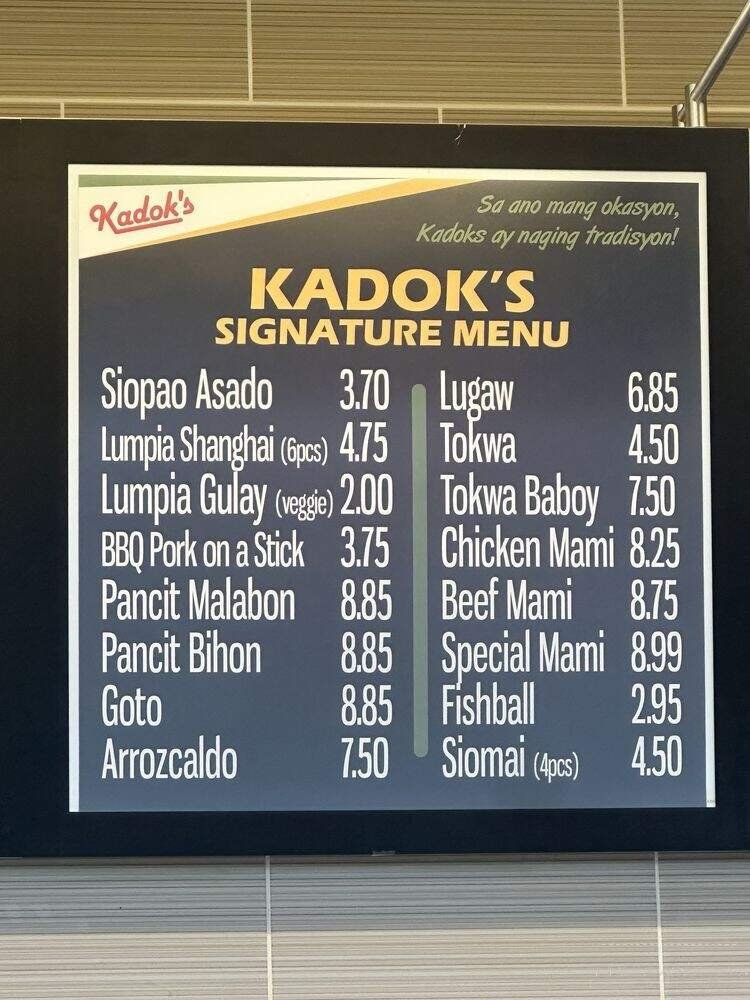 Kadok's
Sa ano mang okasyon,
Kadoks ay naging tradisyon!
KADOK'S
SIGNATURE MENU
Siopao Asado 3.70
Lumpia Shanghai (6pcs) 4.75
Lumpia Gulay (veggie) 2.00
BBQ Pork on a Stick 3.75
Pancit Malabon 8.85
Pancit Bihon 8.85
Goto 8.85
Arrozcaldo 7.50
Lugaw 6.85
Tokwa 4.50
Tokwa Baboy 7.50
Chicken Mami 8.25
Beef Mami 8.75
Special Mami 8.99
Fishball 2.95
Siomai (4pcs) 4.50